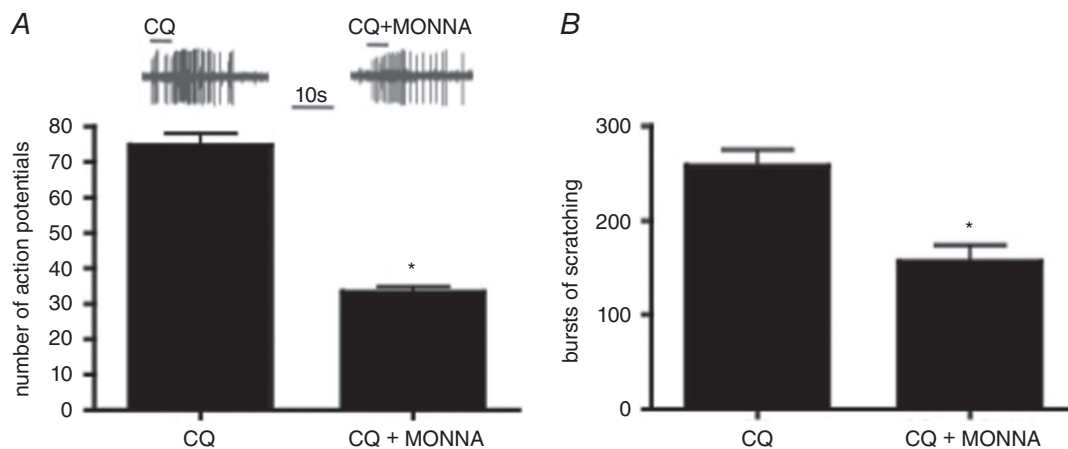 A
CQ
CQ+MONNA
10s
number of action potentials
80
70
60
50
40
30
20
10
0
*
CQ
CQ + MONNA
B
bursts of scratching
300
200
100
0
*
CQ
CQ + MONNA